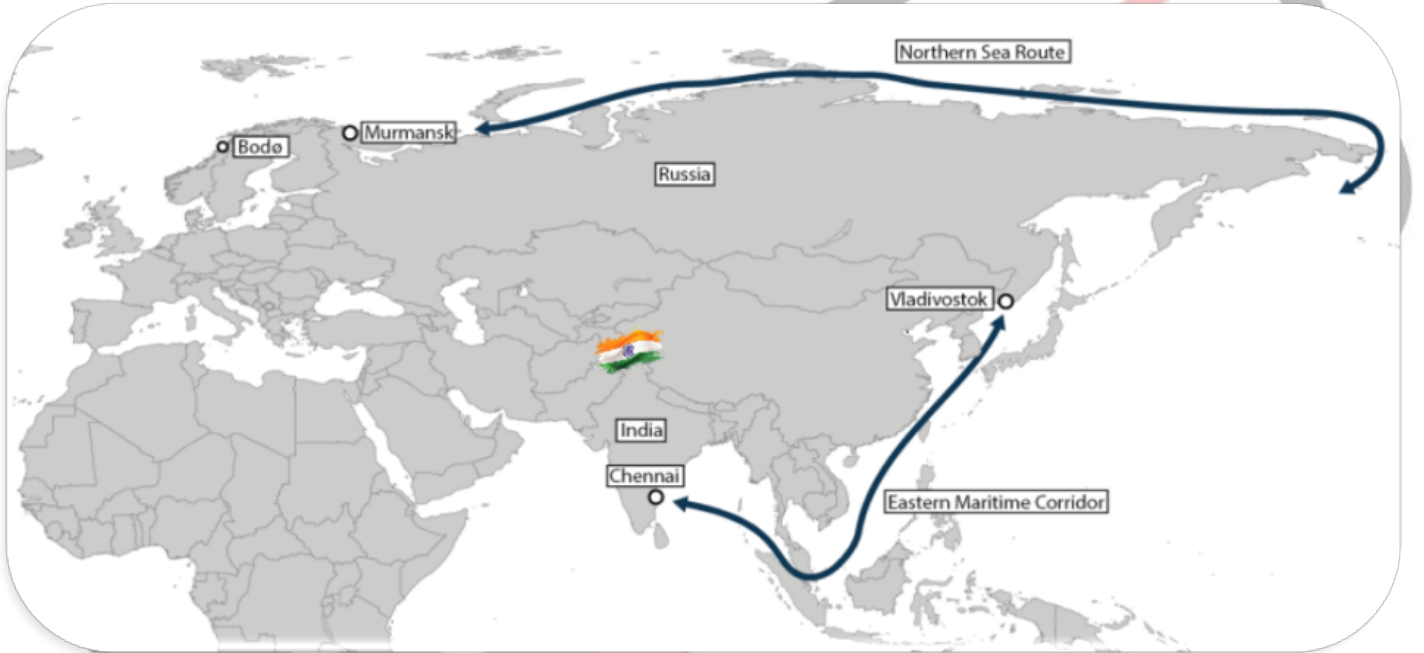 Northern Sea Route
Murmansk
Bodø
Russia
Vladivostok
India
Chennai
Eastern Maritime Corridor